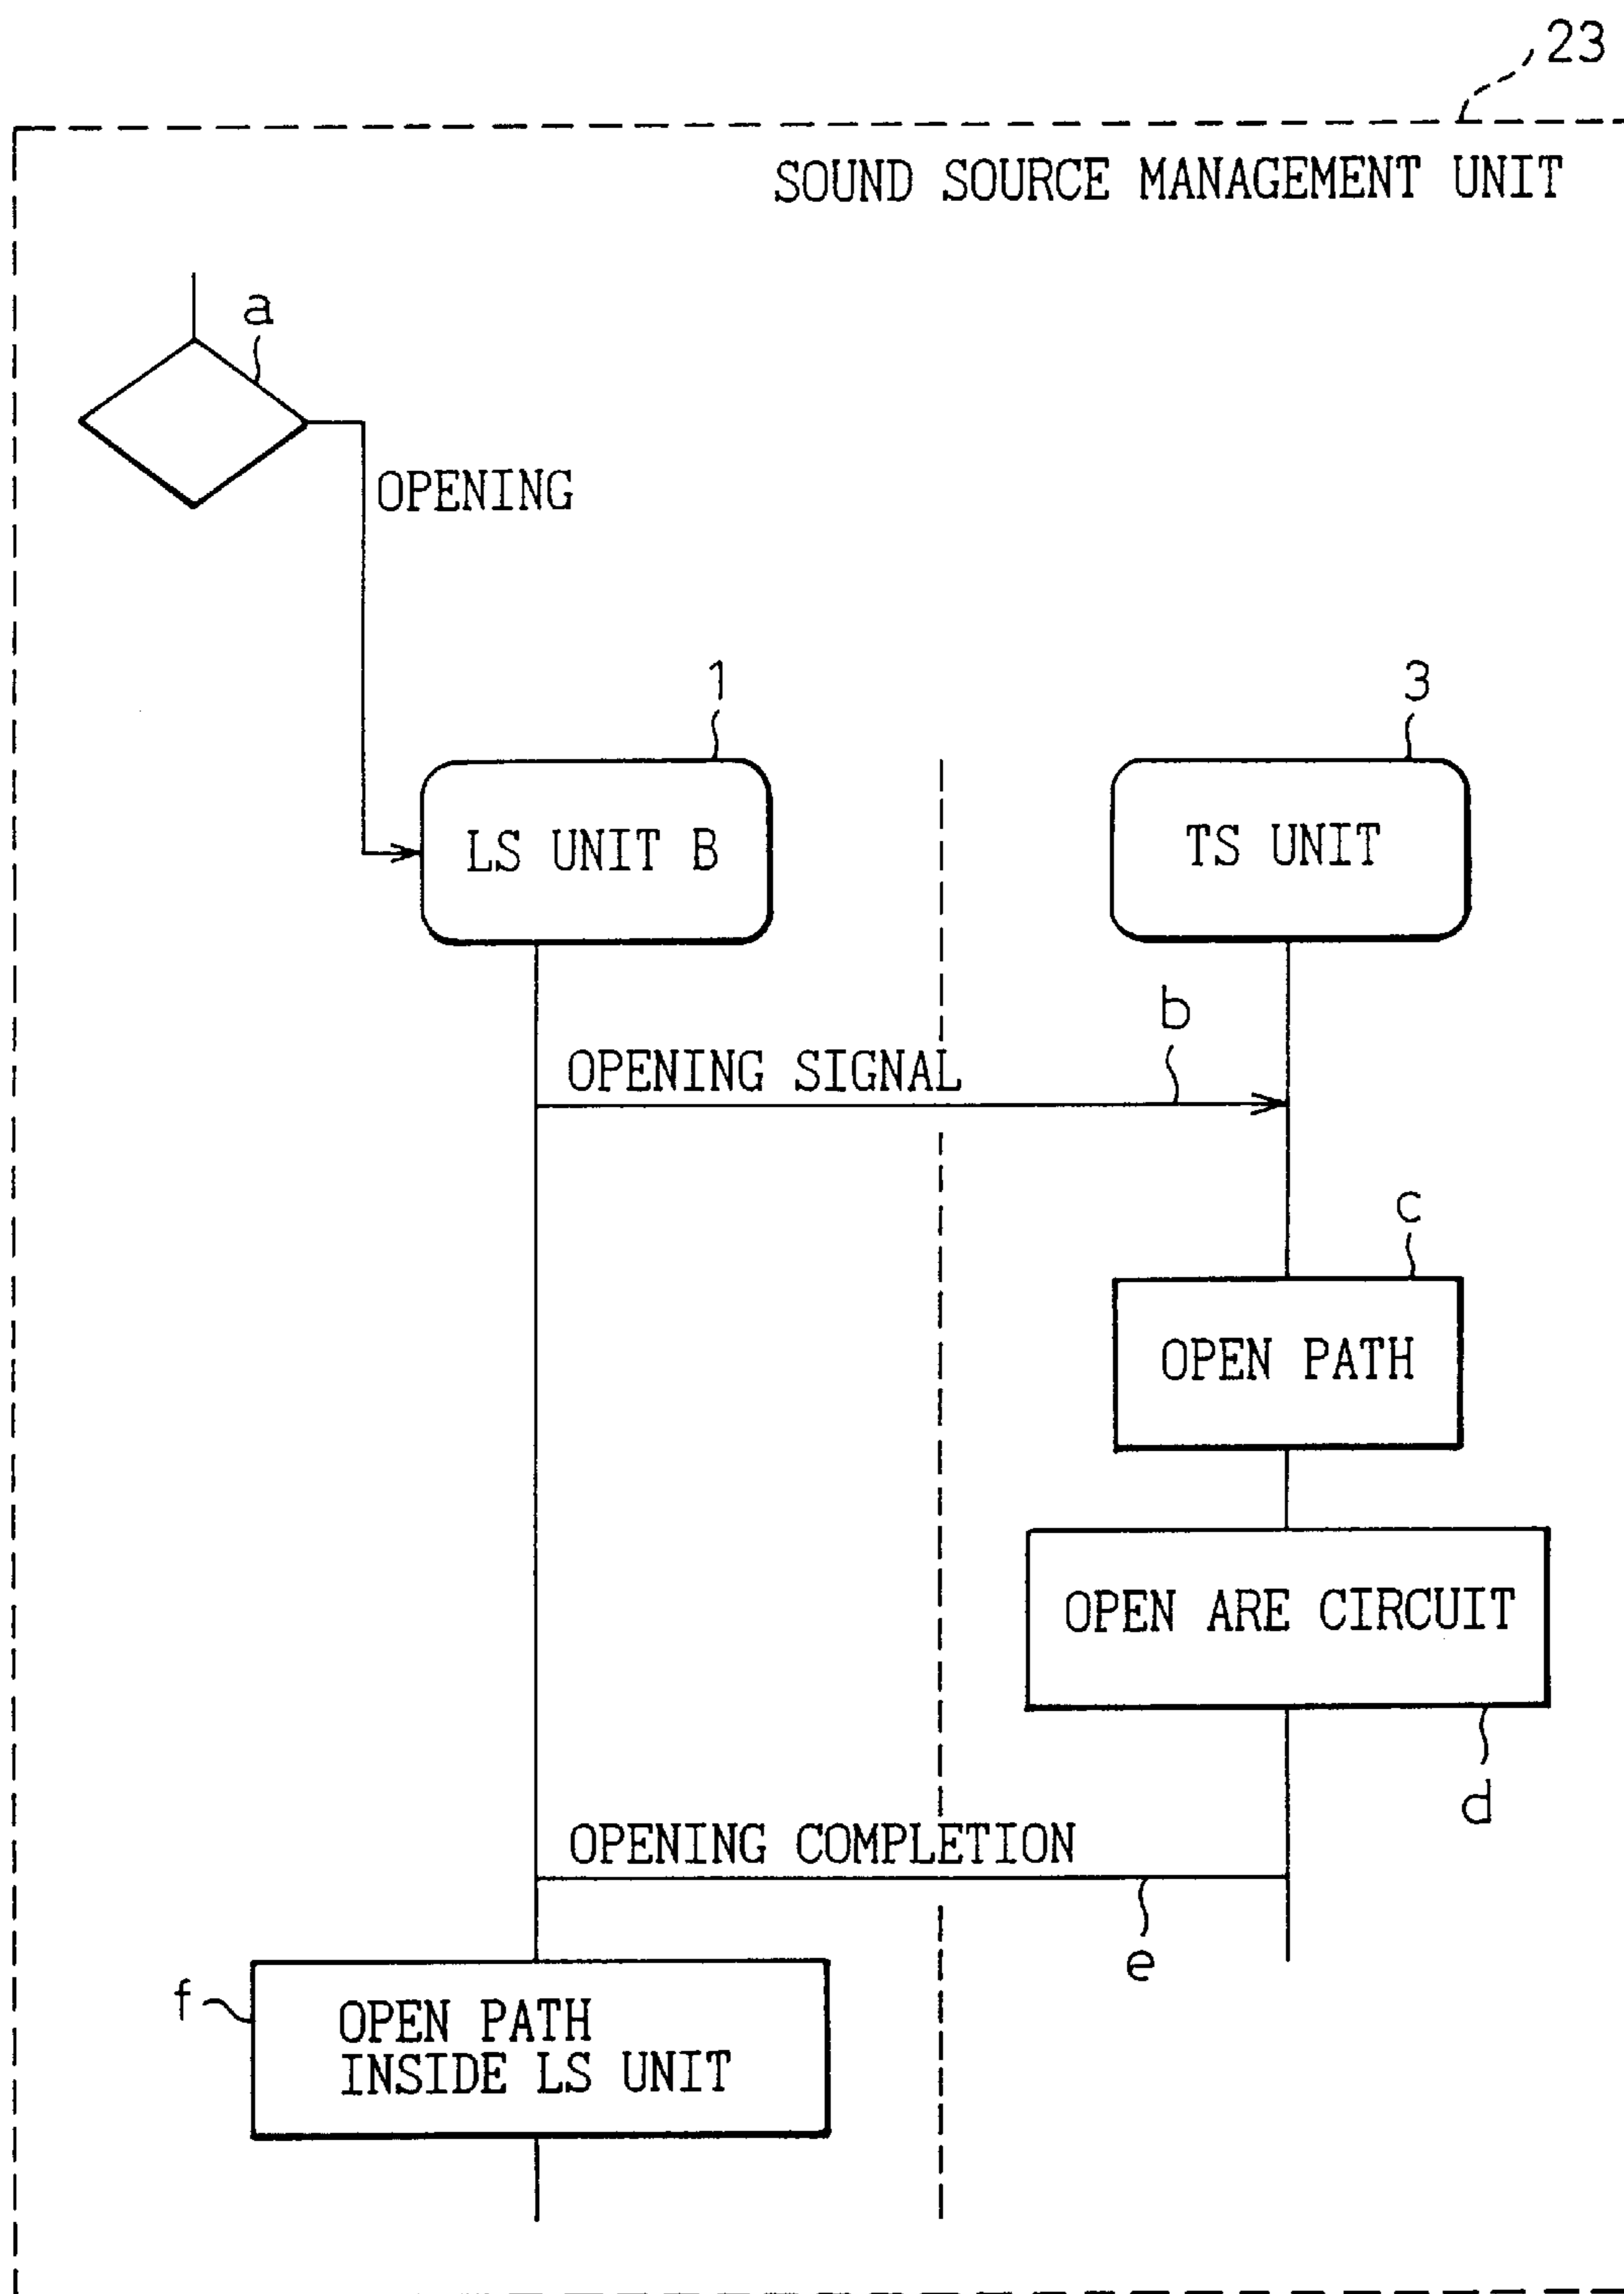 23
SOUND SOURCE MANAGEMENT UNIT
a
OPENING
1
3
LS UNIT B
TS UNIT
b
OPENING SIGNAL
c
OPEN PATH
OPEN ARE CIRCUIT
d
OPENING COMPLETION
e
f
OPEN PATH
INSIDE LS UNIT